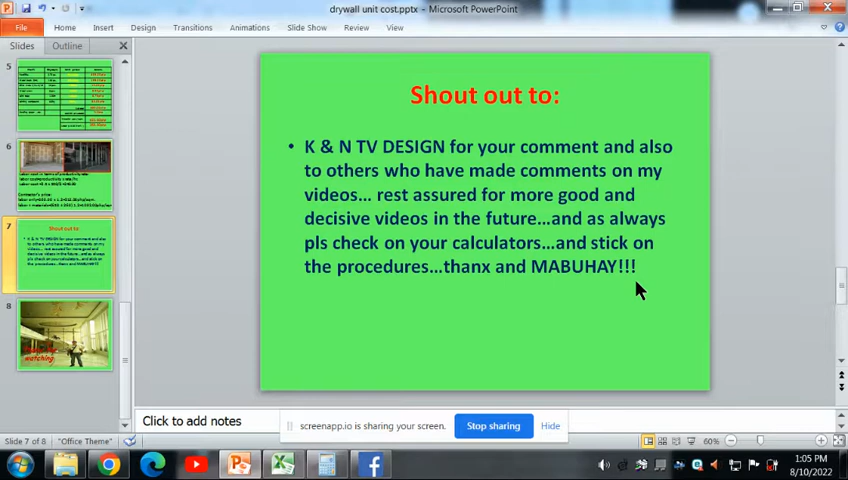 drywall unit cost.pptx - Microsoft PowerPoint
File Home Insert Design Transitions Animations Slide Show Review View
Slides Outline
5
6
7
8
Shout out to:
• K & N TV DESIGN for your comment and also
to others who have made comments on my
videos… rest assured for more good and
decisive videos in the future…and as always
pls check on your calculators…and stick on
the procedures…thanx and MABUHAY!!!
Click to add notes
screenapp.io is sharing your screen. Stop sharing Hide
Slide 7 of 8 "Office Theme" 60%
1:05 PM
8/10/2022